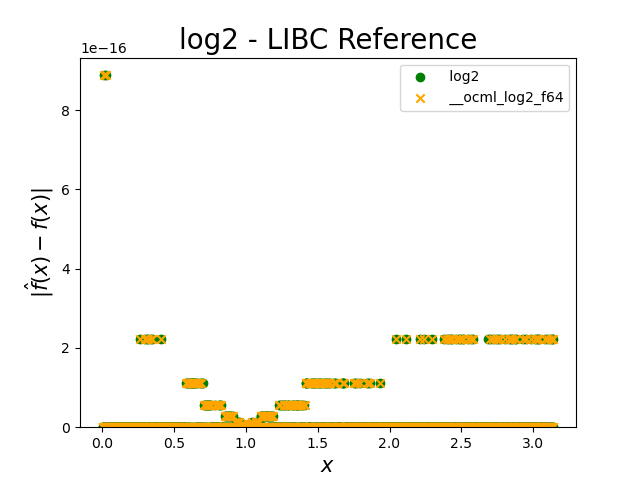 log2 - LIBC Reference
1e−16
log2
__ocml_log2_f64
8
6
4
2
0
|f̂(x) − f(x)|
0.0 0.5 1.0 1.5 2.0 2.5 3.0
x